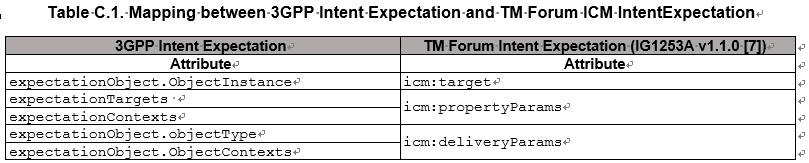 Table C.1. Mapping between 3GPP Intent Expectation and TM Forum ICM IntentExpectation
3GPP Intent Expectation TM Forum Intent Expectation (IG1253A v1.1.0 [7])
Attribute Attribute
expectationObject.ObjectInstance icm:target
expectationTargets icm:propertyParams
expectationContexts
expectationObject.objectType icm:deliveryParams
expectationObject.ObjectContexts